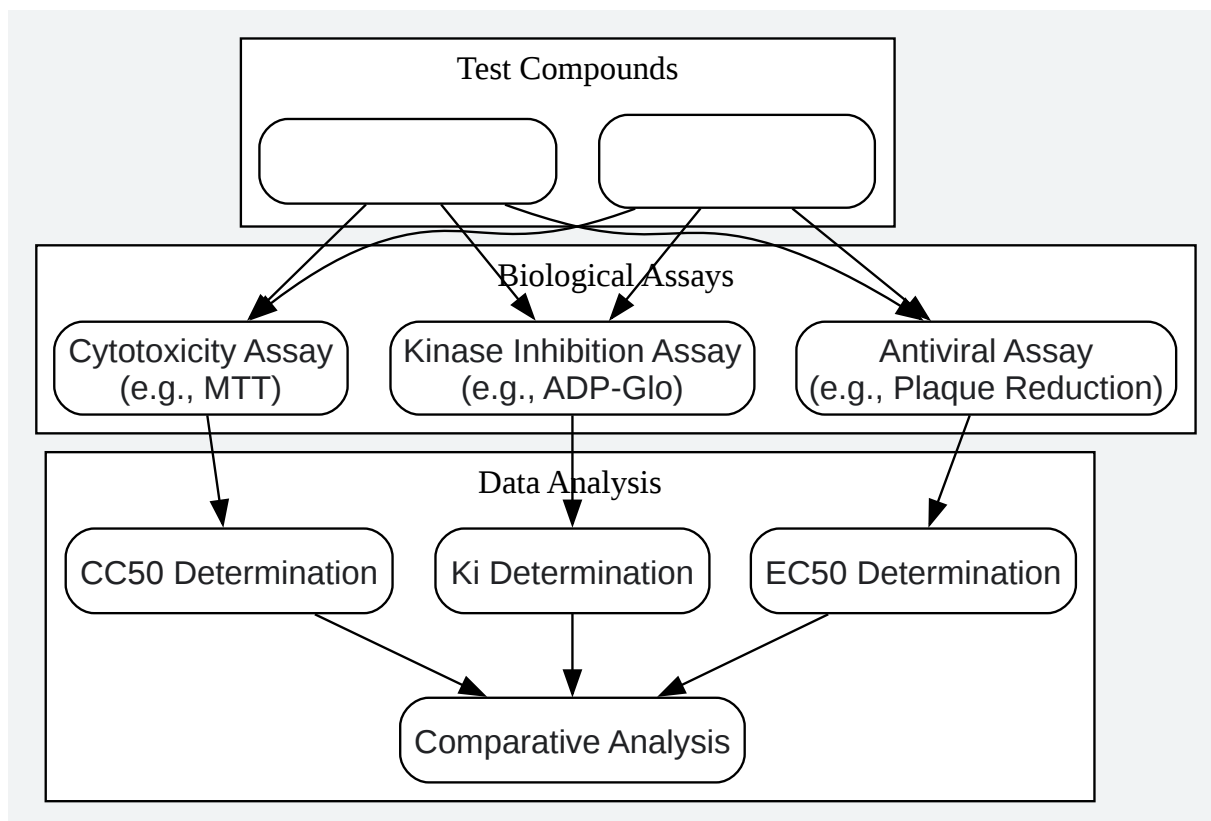 Test Compounds
Biological Assays
Cytotoxicity Assay
(e.g., MTT)
Kinase Inhibition Assay
(e.g., ADP-Glo)
Antiviral Assay
(e.g., Plaque Reduction)
Data Analysis
CC50 Determination
Ki Determination
EC50 Determination
Comparative Analysis